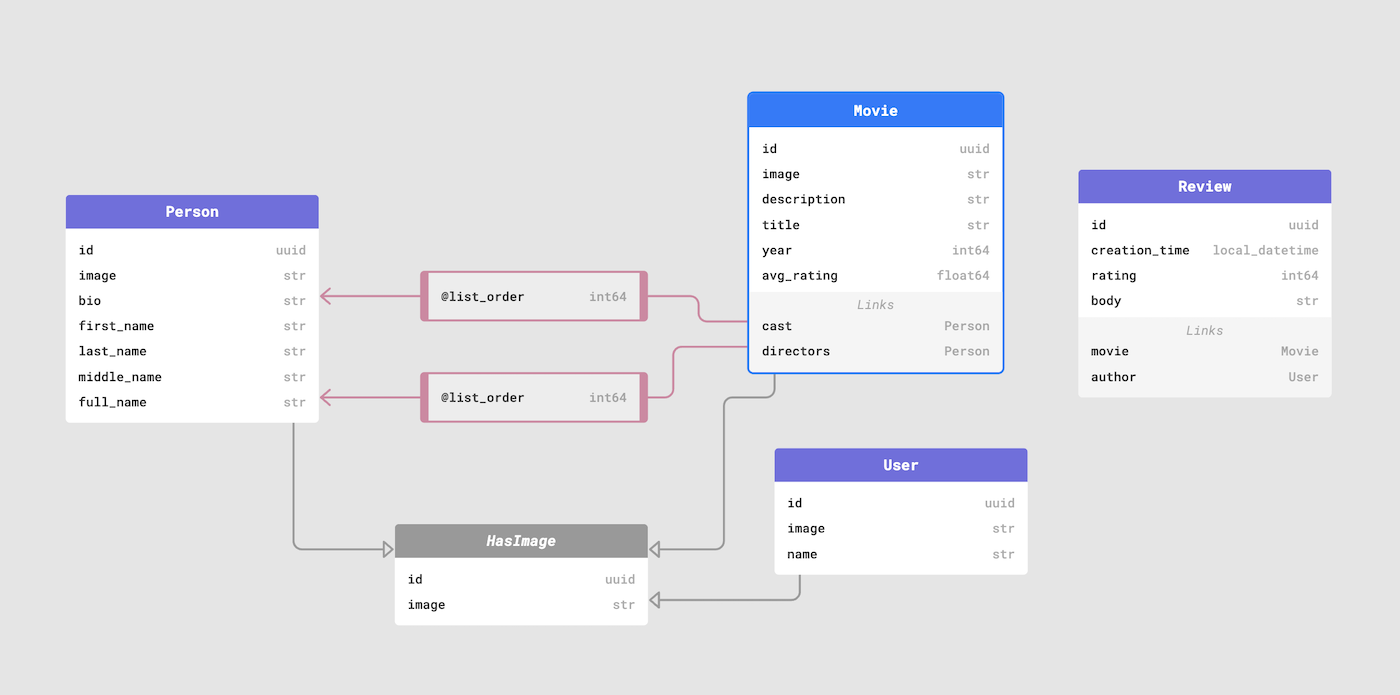 Movie
id uuid
image str
description str
title str
year int64
avg_rating float64
Links
cast Person
directors Person
Review
id uuid
creation_time local_datetime
rating int64
body str
Links
movie Movie
author User
Person
id uuid
image str
bio str
first_name str
last_name str
middle_name str
full_name str
@list_order int64
@list_order int64
User
id uuid
image str
name str
HasImage
id uuid
image str